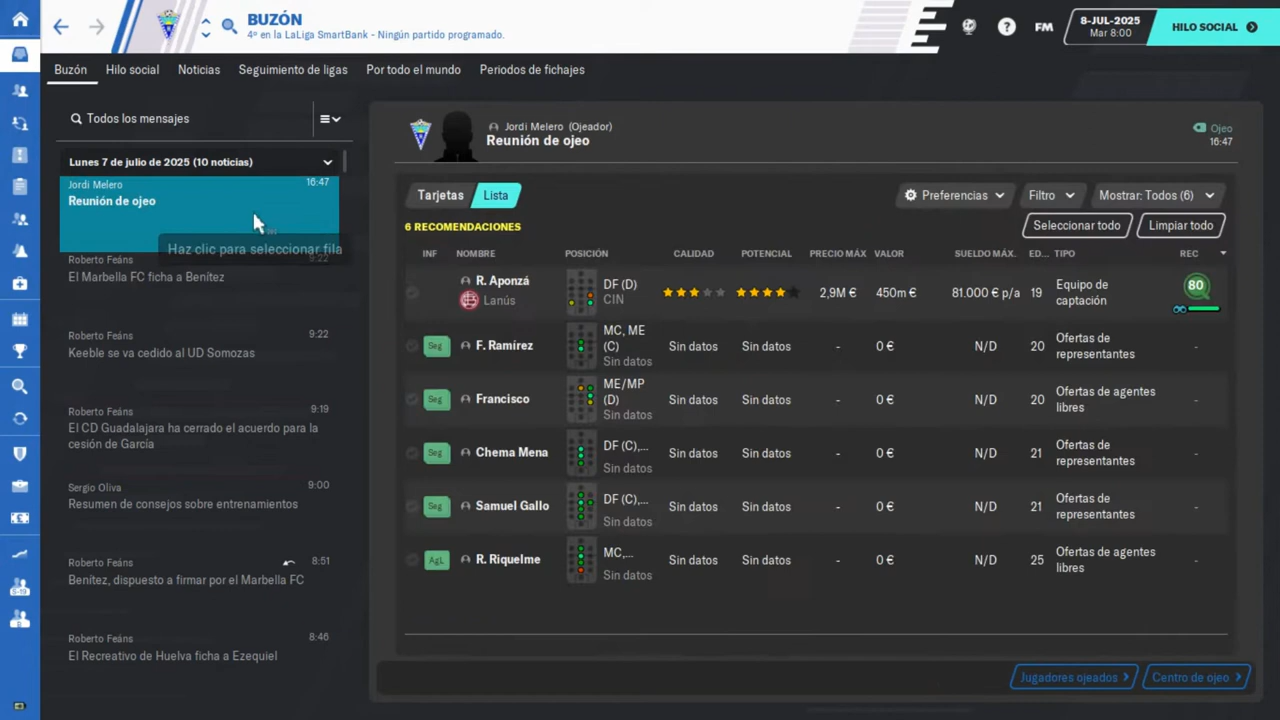 BUZÓN
4º en la LaLiga SmartBank - Ningún partido programado.
FM
8-JUL-2025
Mar 8:00
HILO SOCIAL
Buzón
Hilo social
Noticias
Seguimiento de ligas
Por todo el mundo
Periodos de fichajes
Todos los mensajes
Lunes 7 de julio de 2025 (10 noticias)
Jordi Melero
16:47
Reunión de ojeo
Haz clic para seleccionar fila
Roberto Feáns
9:22
El Marbella FC ficha a Benítez
Roberto Feáns
9:22
Keeble se va cedido al UD Somozas
Roberto Feáns
9:19
El CD Guadalajara ha cerrado el acuerdo para la
cesión de García
Sergio Oliva
9:00
Resumen de consejos sobre entrenamientos
Roberto Feáns
8:51
Benítez, dispuesto a firmar por el Marbella FC
Roberto Feáns
8:46
El Recreativo de Huelva ficha a Ezequiel
Jordi Melero (Ojeador)
Reunión de ojeo
Ojeo
16:47
Tarjetas
Lista
Preferencias
Filtro
Mostrar: Todos (6)
6 RECOMENDACIONES
Seleccionar todo
Limpiar todo
INF NOMBRE POSICIÓN CALIDAD POTENCIAL PRECIO MÁX VALOR SUELDO MÁX. ED... TIPO REC
R. Aponzá
Lanús
DF (D)
CIN
2,9M € 450m € 81.000 € p/a 19
Equipo de
captación
80
Seg F. Ramírez
MC, ME
(C)
Sin datos
Sin datos Sin datos - 0 € N/D 20
Ofertas de
representantes
-
Seg Francisco
ME/MP
(D)
Sin datos
Sin datos Sin datos - 0 € N/D 20
Ofertas de agentes
libres
-
Seg Chema Mena
DF (C),...
Sin datos
Sin datos Sin datos - 0 € N/D 21
Ofertas de
representantes
-
Seg Samuel Gallo
DF (C),...
Sin datos
Sin datos Sin datos - 0 € N/D 21
Ofertas de
representantes
-
AgL R. Riquelme
MC,...
Sin datos
Sin datos Sin datos - 0 € N/D 25
Ofertas de agentes
libres
-
Jugadores ojeados
Centro de ojeo